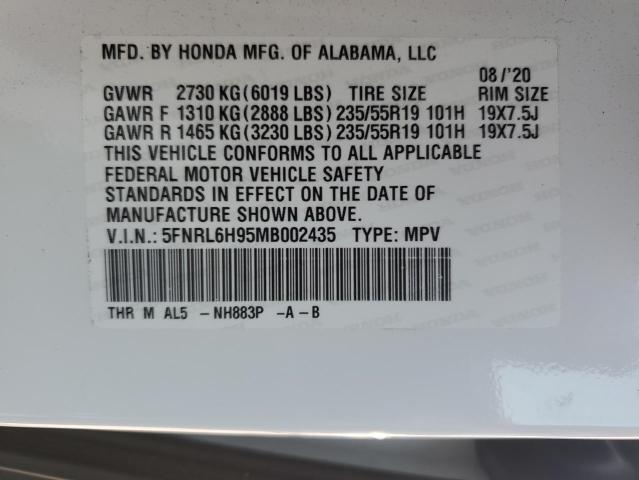 MFD. BY HONDA MFG. OF ALABAMA, LLC
08/'20
GVWR 2730 KG(6019 LBS) TIRE SIZE RIM SIZE
GAWR F 1310 KG(2888 LBS)235/55R19 101H 19X7.5J
GAWR R 1465 KG(3230 LBS)235/55R19 101H 19X7.5J
THIS VEHICLE CONFORMS TO ALL APPLICABLE
FEDERAL MOTOR VEHICLE SAFETY
STANDARDS IN EFFECT ON THE DATE OF
MANUFACTURE SHOWN ABOVE.
V.I.N.: 5FNRL6H95MB002435 TYPE: MPV
THR M AL5 -NH883P -A-B